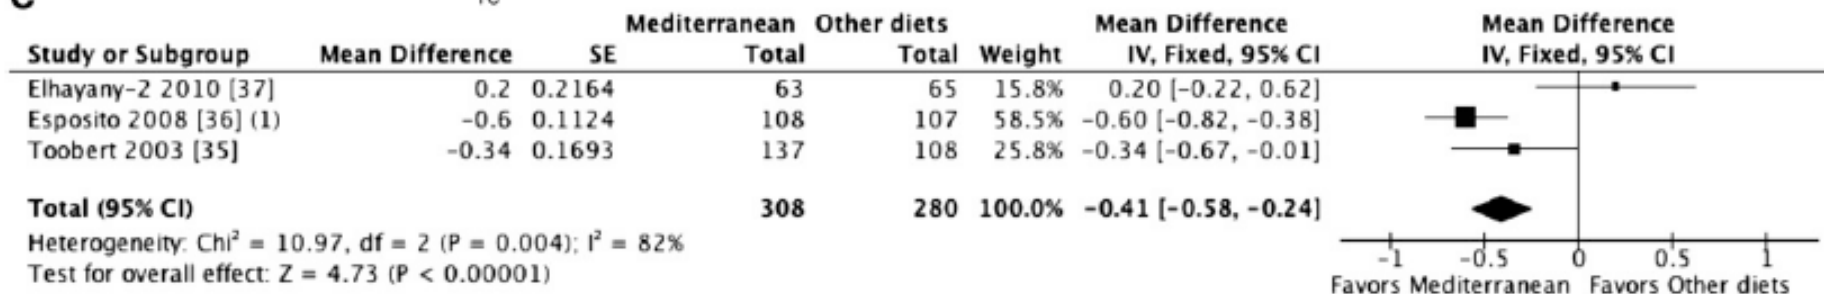 C
Mediterranean Other diets Mean Difference Mean Difference
Study or Subgroup Mean Difference SE Total Total Weight IV, Fixed, 95% CI IV, Fixed, 95% CI
Elhayany-2 2010 [37] 0.2 0.2164 63 65 15.8% 0.20 [-0.22, 0.62]
Esposito 2008 [36] (1) -0.6 0.1124 108 107 58.5% -0.60 [-0.82, -0.38]
Toobert 2003 [35] -0.34 0.1693 137 108 25.8% -0.34 [-0.67, -0.01]
Total (95% CI) 308 280 100.0% -0.41 [-0.58, -0.24]
Heterogeneity: Chi² = 10.97, df = 2 (P = 0.004); I² = 82%
Test for overall effect: Z = 4.73 (P < 0.00001)
-1 -0.5 0 0.5 1
Favors Mediterranean Favors Other diets